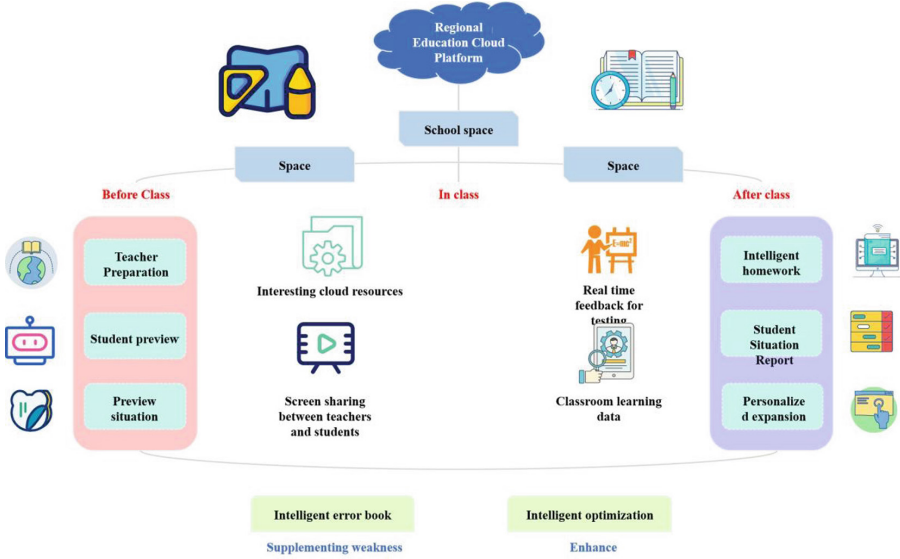 Regional
Education Cloud
Platform
School space
Space
Space
Before Class
In class
After class
Teacher
Preparation
Student preview
Preview
situation
Interesting cloud resources
Screen sharing
between teachers
and students
E=mc²
Real time
feedback for
testing
Classroom learning
data
Intelligent
homework
Student
Situation
Report
Personalize
d expansion
Intelligent error book
Intelligent optimization
Supplementing weakness
Enhance